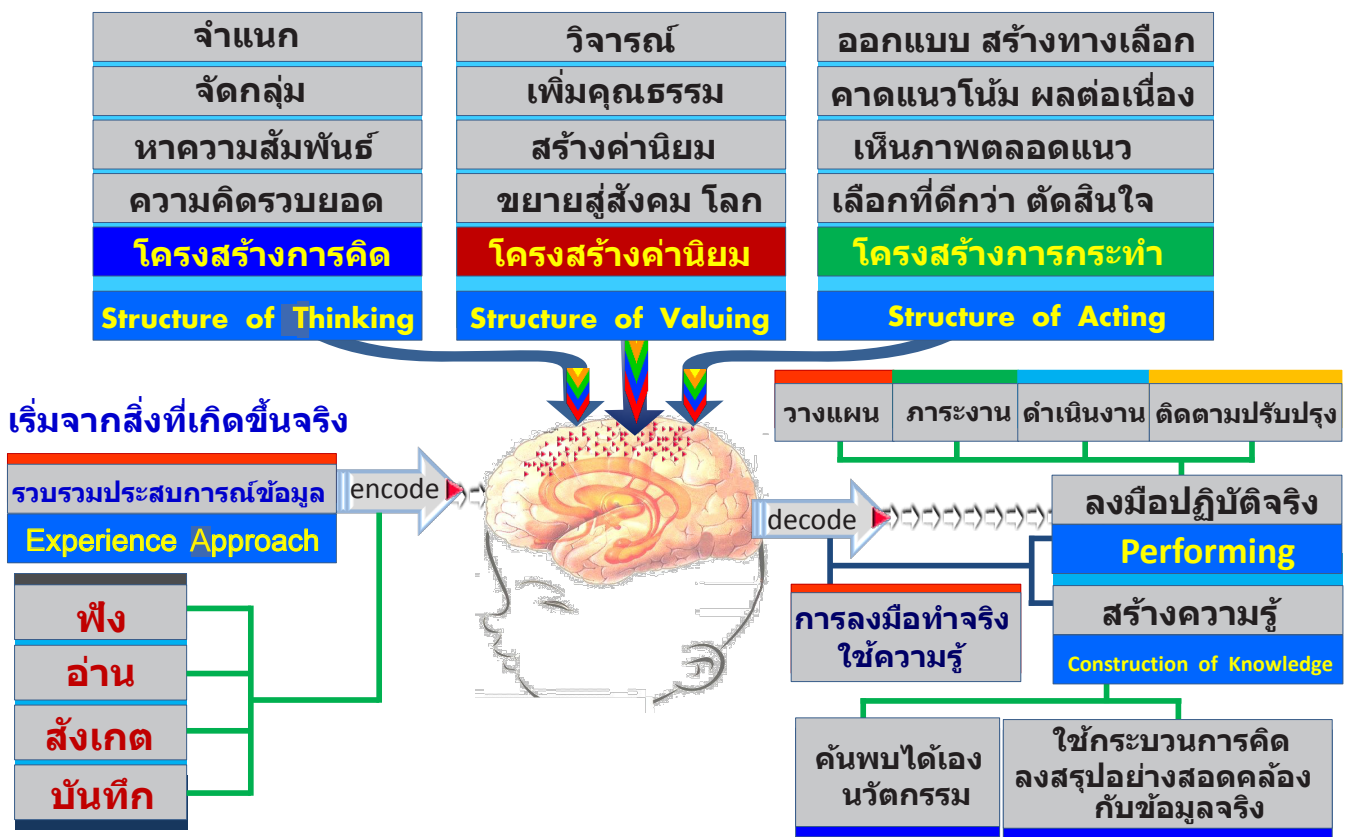 จำแนก
จัดกลุ่ม
หาความสัมพันธ์
ความคิดรวบยอด
โครงสร้างการคิด
Structure of Thinking
วิจารณ์
เพิ่มคุณธรรม
สร้างค่านิยม
ขยายสู่สังคม โลก
โครงสร้างค่านิยม
Structure of Valuing
ออกแบบ สร้างทางเลือก
คาดแนวโน้ม ผลต่อเนื่อง
เห็นภาพตลอดแนว
เลือกที่ดีกว่า ตัดสินใจ
โครงสร้างการกระทำ
Structure of Acting
เริ่มจากสิ่งที่เกิดขึ้นจริง
รวบรวมประสบการณ์ข้อมูล
Experience Approach
ฟัง
อ่าน
สังเกต
บันทึก
encode
decode
วางแผน
ภาระงาน
ดำเนินงาน
ติดตามปรับปรุง
ลงมือปฏิบัติจริง
Performing
สร้างความรู้
Construction of Knowledge
การลงมือทำจริง
ใช้ความรู้
ค้นพบได้เอง
นวัตกรรม
ใช้กระบวนการคิด
ลงสรุปอย่างสอดคล้อง
กับข้อมูลจริง